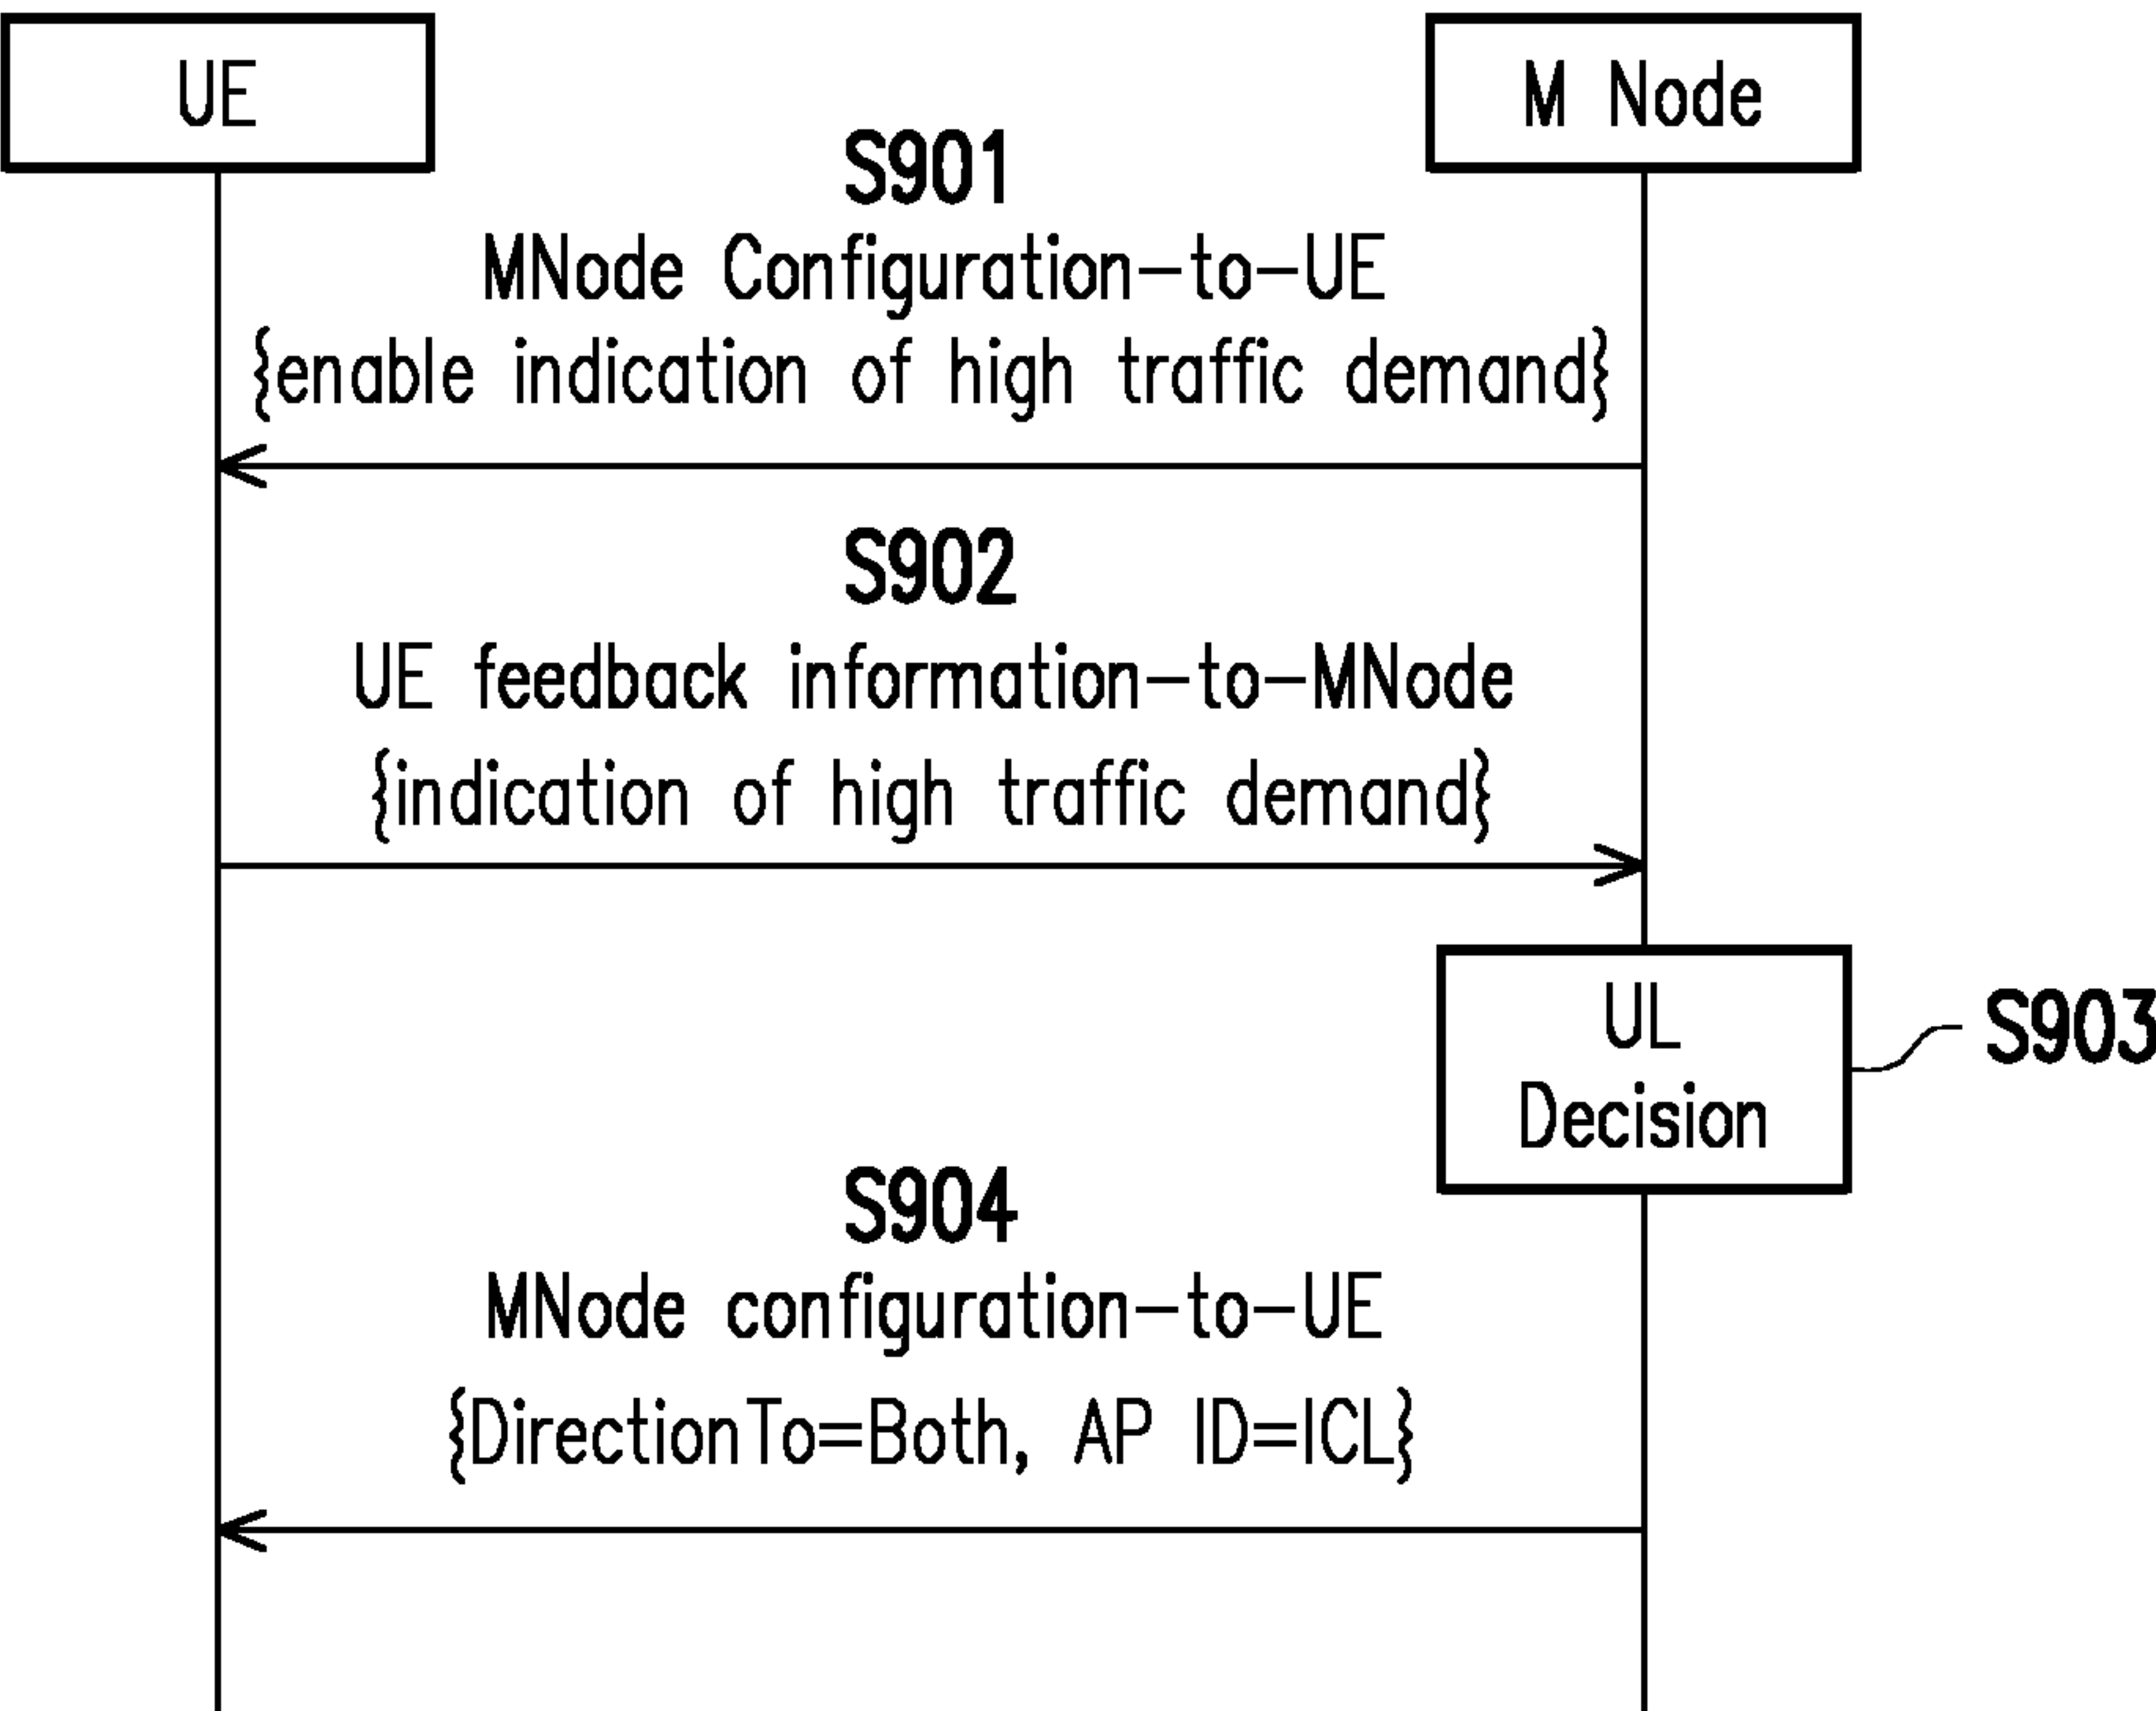 UE
M Node
S901
MNode Configuration-to-UE
{enable indication of high traffic demand}
S902
UE feedback information-to-MNode
{indication of high traffic demand}
UL
Decision
S903
S904
MNode configuration-to-UE
{DirectionTo=Both, AP ID=ICL}